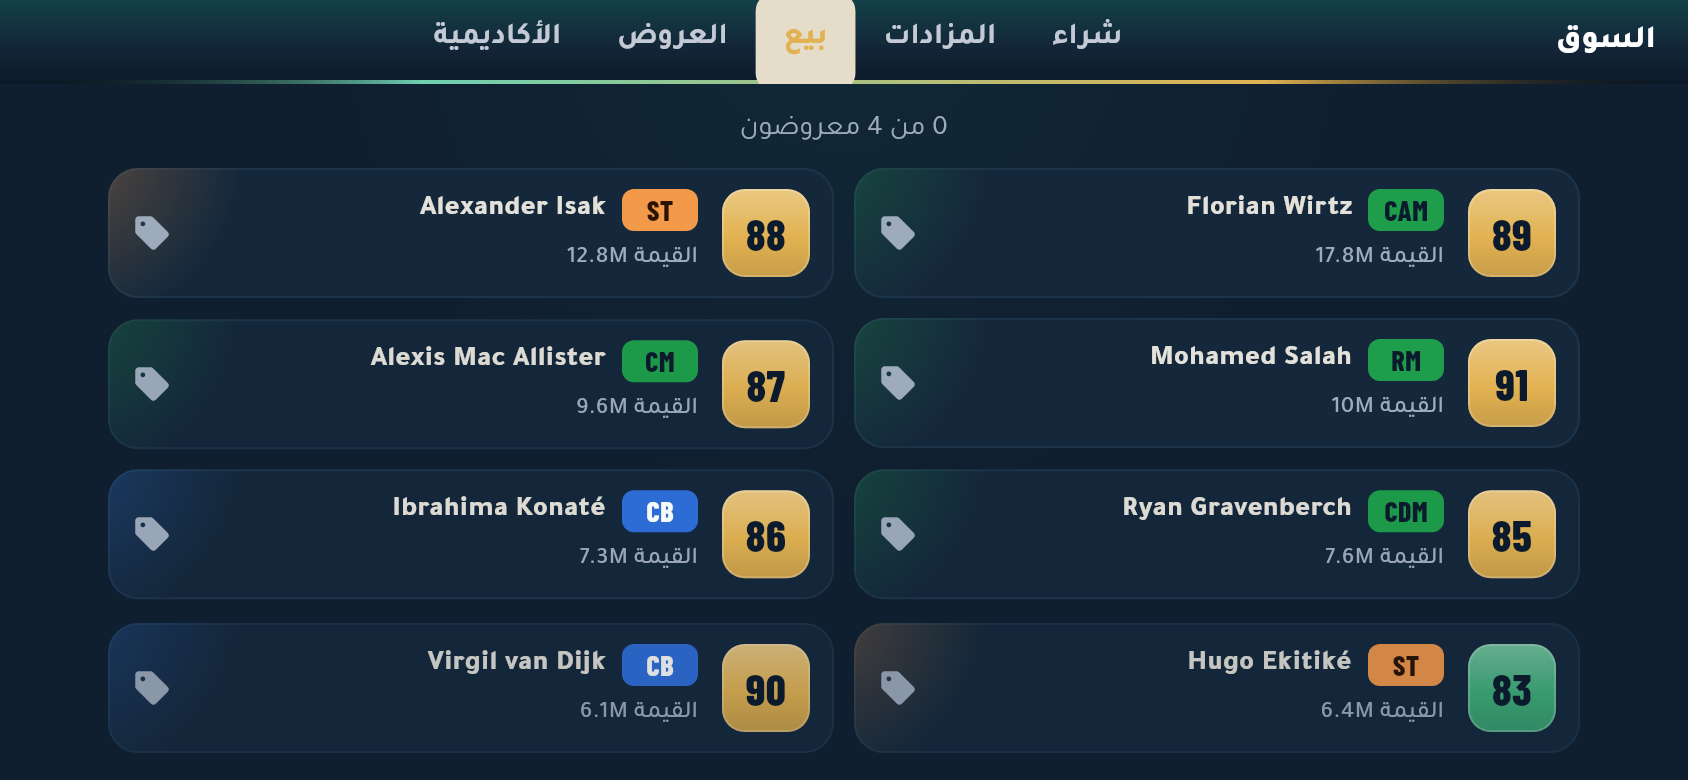 السوق
شراء
المزادات
بيع
العروض
الأكاديمية
0 من 4 معروضون
89
CAM Florian Wirtz
القيمة 17.8M
88
ST Alexander Isak
القيمة 12.8M
91
RM Mohamed Salah
القيمة 10M
87
CM Alexis Mac Allister
القيمة 9.6M
85
CDM Ryan Gravenberch
القيمة 7.6M
86
CB Ibrahima Konaté
القيمة 7.3M
83
ST Hugo Ekitiké
القيمة 6.4M
90
CB Virgil van Dijk
القيمة 6.1M